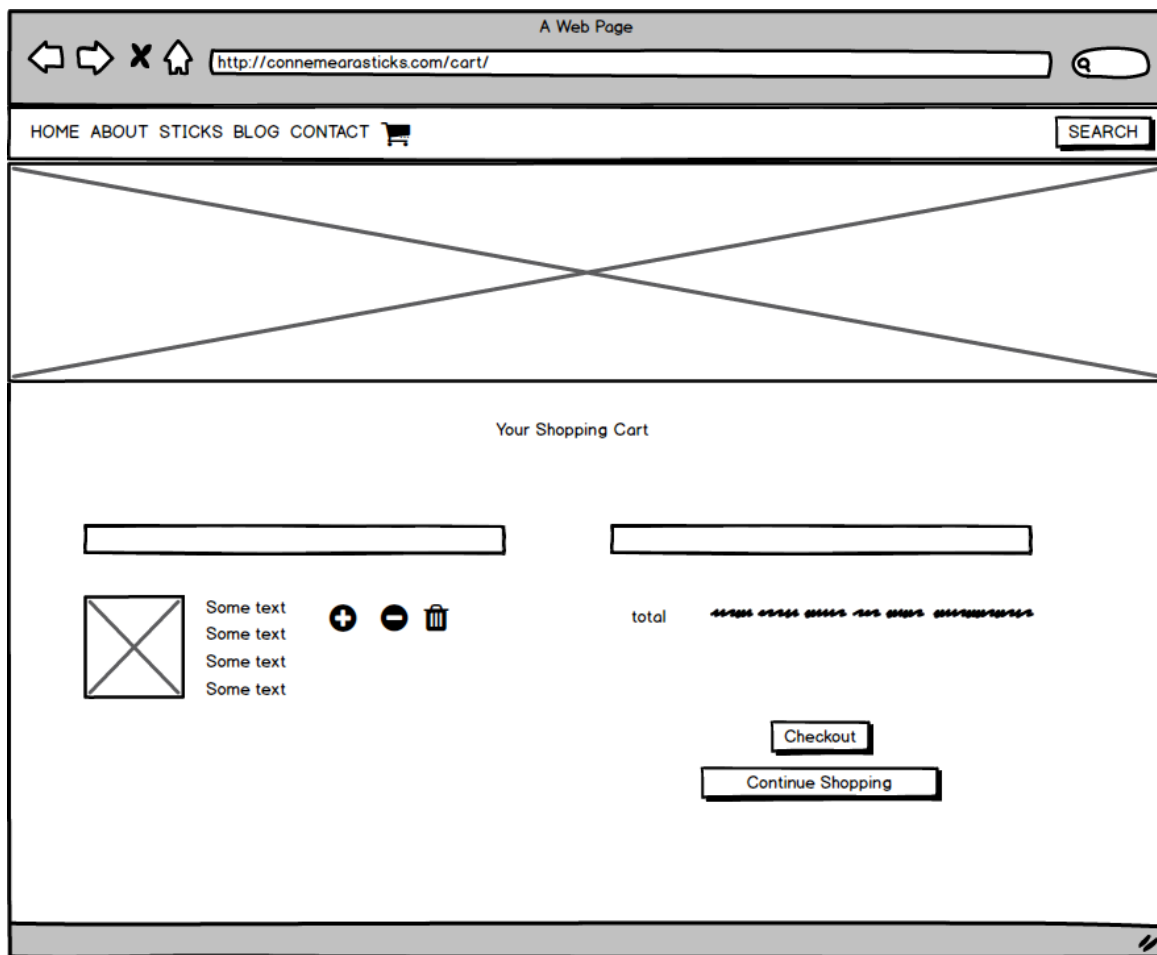 A Web Page
http://connemearasticks.com/cart/
HOME ABOUT STICKS BLOG CONTACT
SEARCH
Your Shopping Cart
Some text
Some text
Some text
Some text
total
Checkout
Continue Shopping